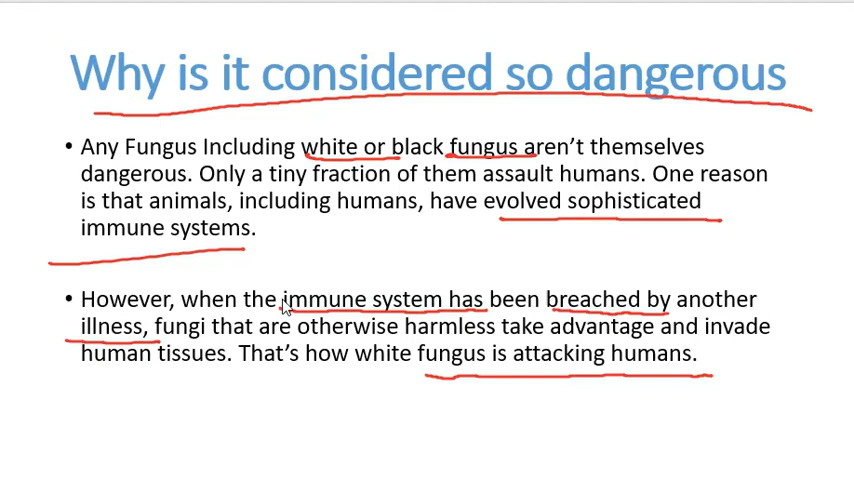 Why is it considered so dangerous
• Any Fungus Including white or black fungus aren't themselves
dangerous. Only a tiny fraction of them assault humans. One reason
is that animals, including humans, have evolved sophisticated
immune systems.
• However, when the immune system has been breached by another
illness, fungi that are otherwise harmless take advantage and invade
human tissues. That's how white fungus is attacking humans.